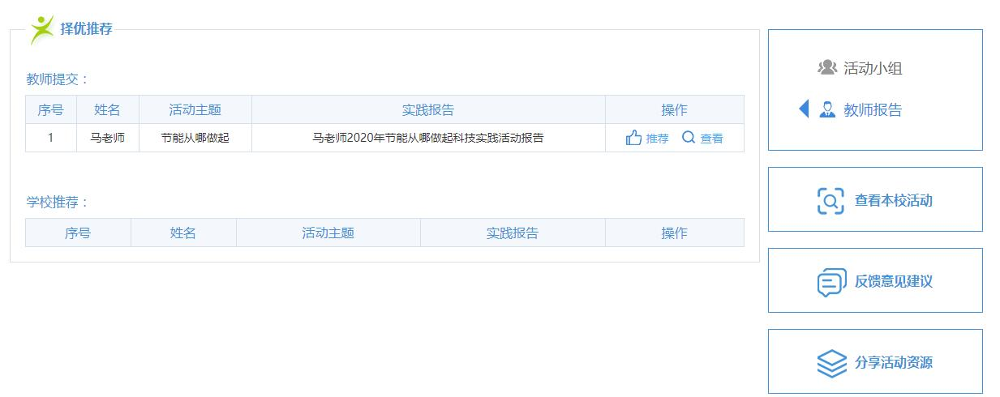 择优推荐
教师提交：
序号 姓名 活动主题 实践报告 操作
1 马老师 节能从哪做起 马老师2020年节能从哪做起科技实践活动报告 推荐 查看
学校推荐：
序号 姓名 活动主题 实践报告 操作
活动小组
教师报告
查看本校活动
反馈意见建议
分享活动资源